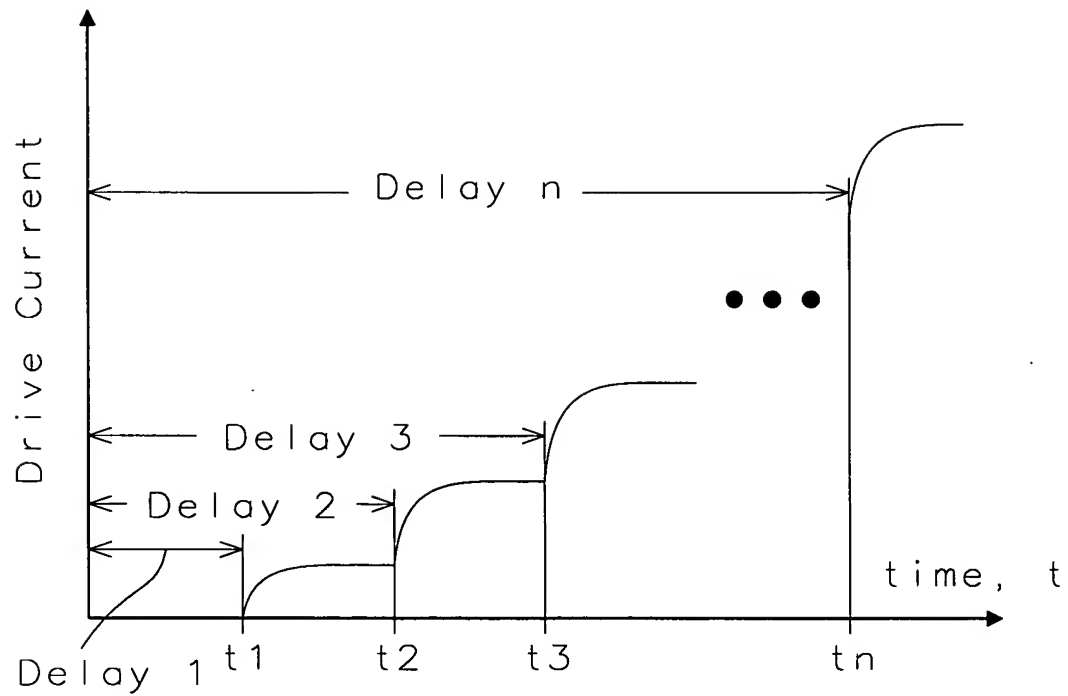 Drive Current
Delay n
Delay 3
Delay 2
Delay 1
time, t
t1
t2
t3
tn